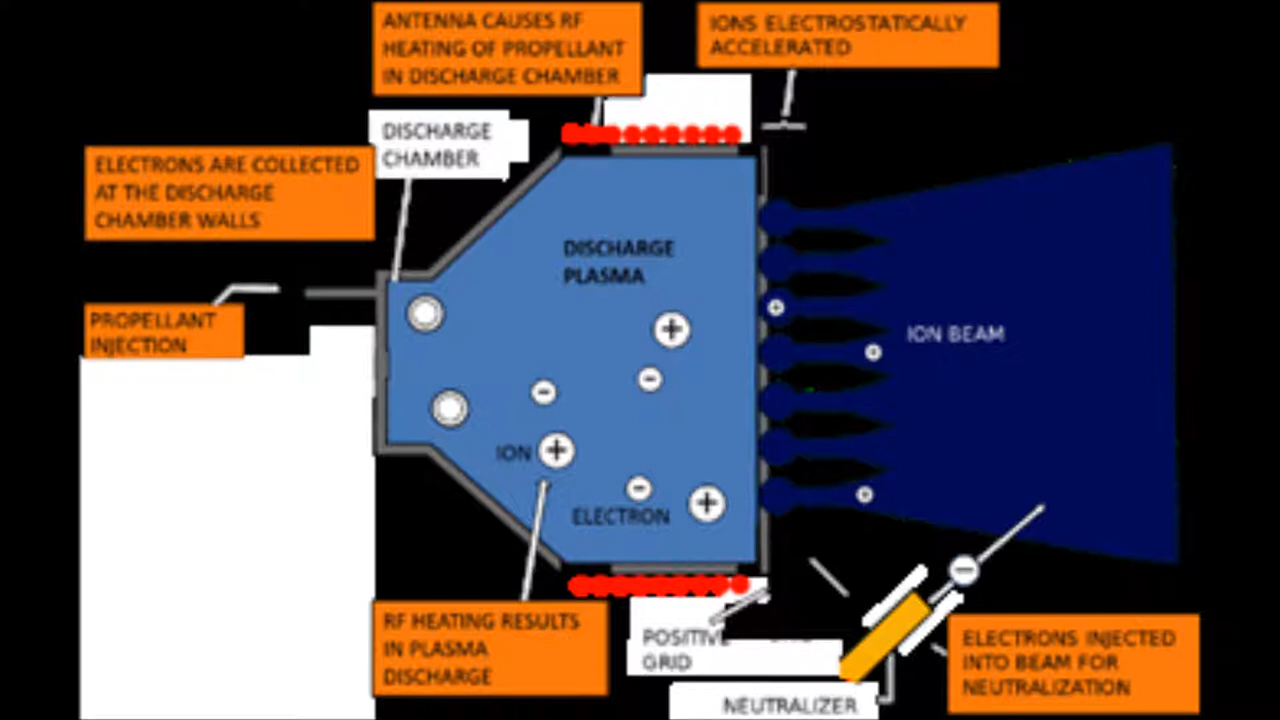 ANTENNA CAUSES RF
HEATING OF PROPELLANT
IN DISCHARGE CHAMBER
IONS ELECTROSTATICALLY
ACCELERATED
DISCHARGE
CHAMBER
ELECTRONS ARE COLLECTED
AT THE DISCHARGE
CHAMBER WALLS
DISCHARGE
PLASMA
PROPELLANT
INJECTION
ION BEAM
ION
ELECTRON
RF HEATING RESULTS
IN PLASMA
DISCHARGE
POSITIVE
GRID
ELECTRONS INJECTED
INTO BEAM FOR
NEUTRALIZATION
NEUTRALIZER